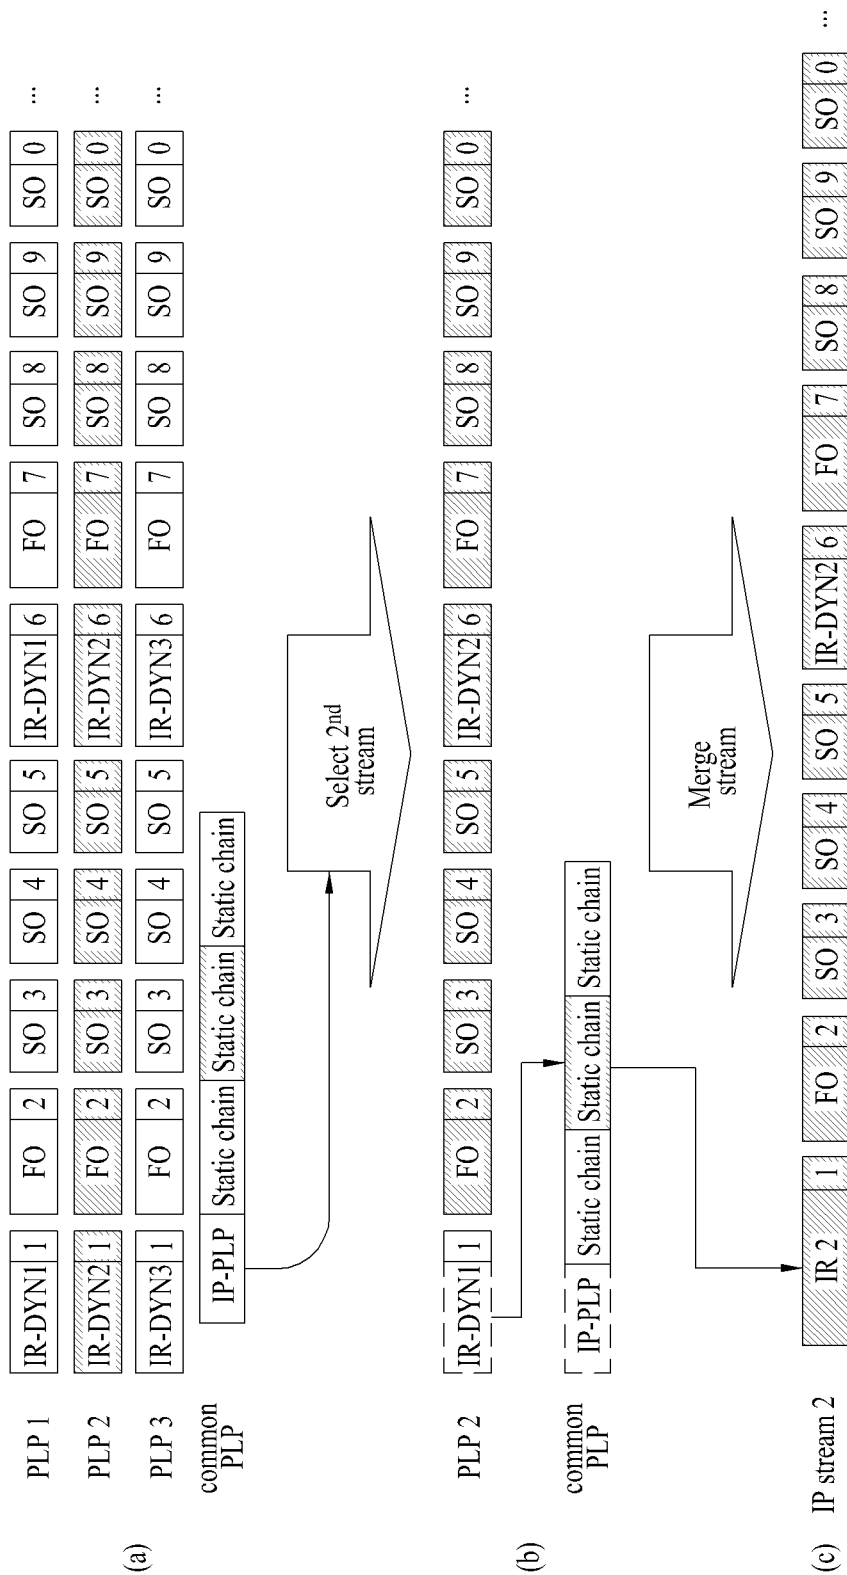 (a)
PLP 1
IR-DYN1 1
FO 2
SO 3
SO 4
SO 5
IR-DYN1 6
FO 7
SO 8
SO 9
SO 0
...
PLP 2
IR-DYN2 1
FO 2
SO 3
SO 4
SO 5
IR-DYN2 6
FO 7
SO 8
SO 9
SO 0
...
PLP 3
IR-DYN3 1
FO 2
SO 3
SO 4
SO 5
IR-DYN3 6
FO 7
SO 8
SO 9
SO 0
...
common
PLP
IP-PLP
Static chain
Static chain
Static chain
Select 2nd
stream
(b)
PLP 2
IR-DYN1 1
FO 2
SO 3
SO 4
SO 5
IR-DYN2 6
FO 7
SO 8
SO 9
SO 0
...
common
PLP
IP-PLP
Static chain
Static chain
Static chain
Merge
stream
(c)
IP stream 2
IR 2 1
FO 2
SO 3
SO 4
SO 5
IR-DYN2 6
FO 7
SO 8
SO 9
SO 0
...